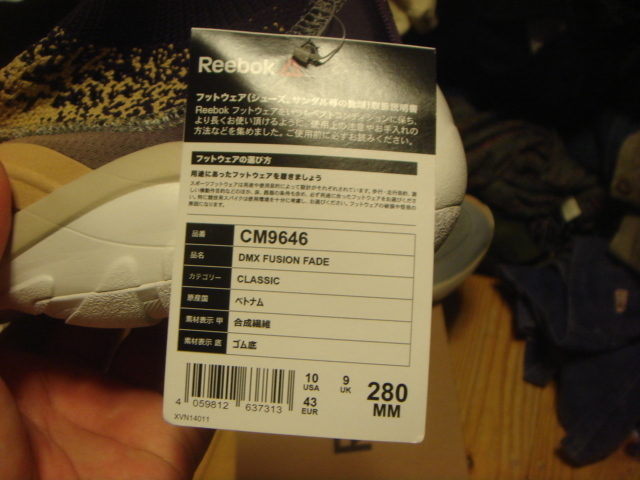 Reebok
フットウェア(シューズ、サンダル等の靴類)取扱説明書
Reebok フットウェアをいつもベストコンディションに保ち、
より長くお使い頂けるように、使用上の注意やお手入れの
方法などを集めました。ご使用前に必ずお読みください。
フットウェアの選び方
用途にあったフットウェアを履きましょう
品番 CM9646
品名 DMX FUSION FADE
カテゴリー CLASSIC
原産国 ベトナム
素材表示 甲 合成繊維
素材表示 底 ゴム底
10 USA 9 UK 280
43 EUR MM
4 059812 637313
XVN14011